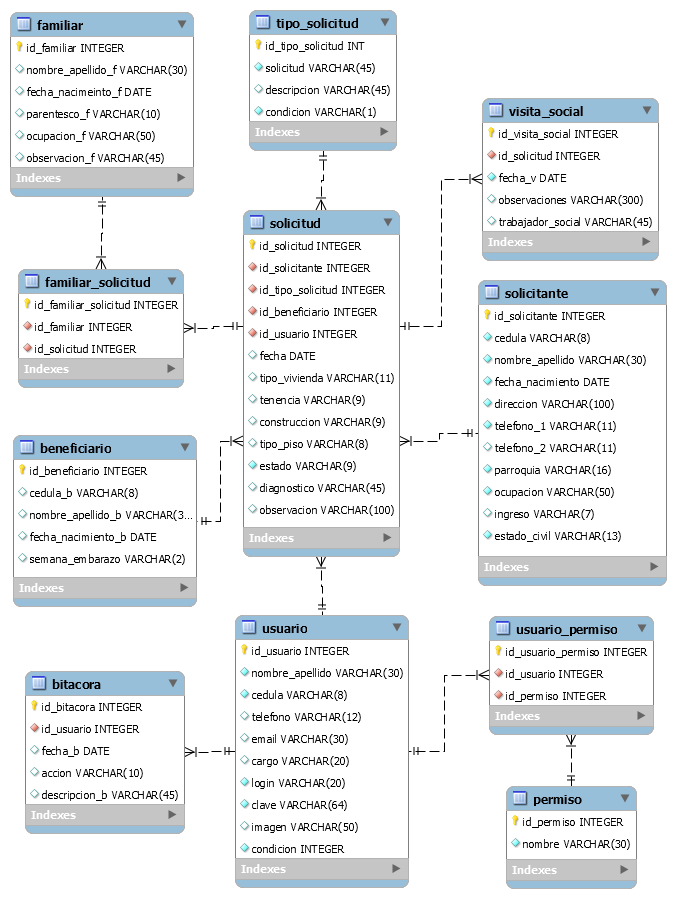 familiar
id_familiar INTEGER
nombre_apellido_f VARCHAR(30)
fecha_nacimeinto_f DATE
parentesco_f VARCHAR(10)
ocupacion_f VARCHAR(50)
observacion_f VARCHAR(45)
Indexes
tipo_solicitud
id_tipo_solicitud INT
solicitud VARCHAR(45)
descripcion VARCHAR(45)
condicion VARCHAR(1)
Indexes
visita_social
id_visita_social INTEGER
id_solicitud INTEGER
fecha_v DATE
observaciones VARCHAR(300)
trabajador_social VARCHAR(45)
Indexes
familiar_solicitud
id_familiar_solicitud INTEGER
id_familiar INTEGER
id_solicitud INTEGER
Indexes
solicitud
id_solicitud INTEGER
id_solicitante INTEGER
id_tipo_solicitud INTEGER
id_beneficiario INTEGER
id_usuario INTEGER
fecha DATE
tipo_vivienda VARCHAR(11)
tenencia VARCHAR(9)
construccion VARCHAR(9)
tipo_piso VARCHAR(8)
estado VARCHAR(9)
diagnostico VARCHAR(45)
observacion VARCHAR(100)
Indexes
solicitante
id_solicitante INTEGER
cedula VARCHAR(8)
nombre_apellido VARCHAR(30)
fecha_nacimiento DATE
direccion VARCHAR(100)
telefono_1 VARCHAR(11)
telefono_2 VARCHAR(11)
parroquia VARCHAR(16)
ocupacion VARCHAR(50)
ingreso VARCHAR(7)
estado_civil VARCHAR(13)
Indexes
beneficiario
id_beneficiario INTEGER
cedula_b VARCHAR(8)
nombre_apellido_b VARCHAR(3...
fecha_nacimiento_b DATE
semana_embarazo VARCHAR(2)
Indexes
usuario
id_usuario INTEGER
nombre_apellido VARCHAR(30)
cedula VARCHAR(8)
telefono VARCHAR(12)
email VARCHAR(30)
cargo VARCHAR(20)
login VARCHAR(20)
clave VARCHAR(64)
imagen VARCHAR(50)
condicion INTEGER
Indexes
usuario_permiso
id_usuario_permiso INTEGER
id_usuario INTEGER
id_permiso INTEGER
Indexes
bitacora
id_bitacora INTEGER
id_usuario INTEGER
fecha_b DATE
accion VARCHAR(10)
descripcion_b VARCHAR(45)
Indexes
permiso
id_permiso INTEGER
nombre VARCHAR(30)
Indexes